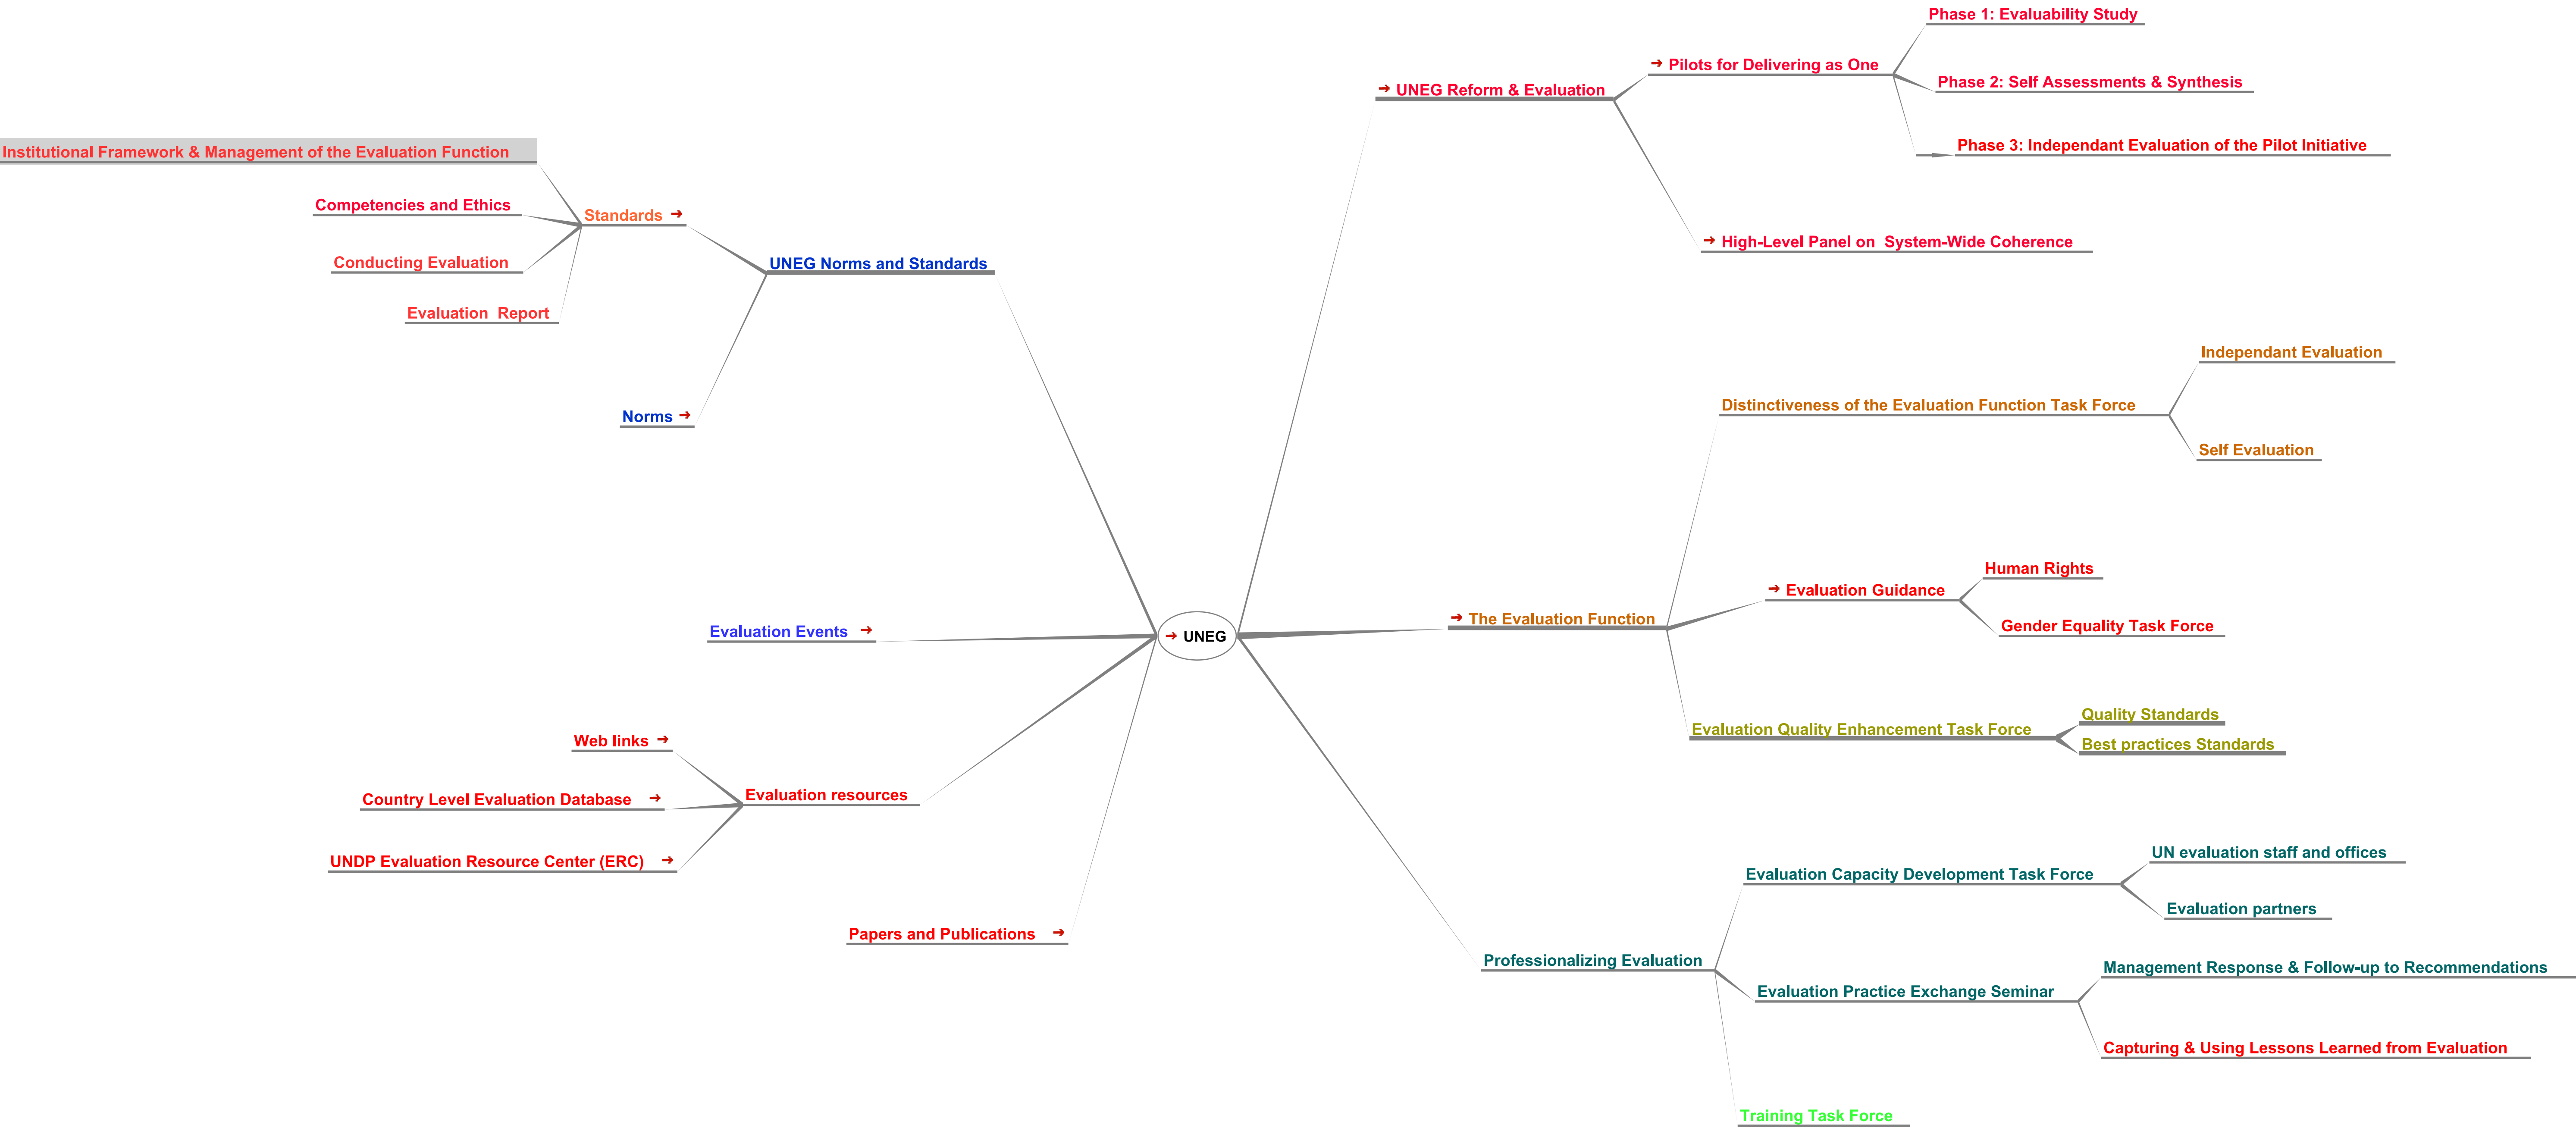 UNEG
UNEG Norms and Standards
Standards
Institutional Framework & Management of the Evaluation Function
Competencies and Ethics
Conducting Evaluation
Evaluation  Report
Norms
Evaluation Events
Evaluation resources
Web links
Country Level Evaluation Database
UNDP Evaluation Resource Center (ERC)
Papers and Publications
UNEG Reform & Evaluation
Pilots for Delivering as One
Phase 1: Evaluability Study
Phase 2: Self Assessments & Synthesis
Phase 3: Independant Evaluation of the Pilot Initiative
High-Level Panel on  System-Wide Coherence
The Evaluation Function
Distinctiveness of the Evaluation Function Task Force
Independant Evaluation
Self Evaluation
Evaluation Guidance
Human Rights
Gender Equality Task Force
Evaluation Quality Enhancement Task Force
Quality Standards
Best practices Standards
Professionalizing Evaluation
Evaluation Capacity Development Task Force
UN evaluation staff and offices
Evaluation partners
Evaluation Practice Exchange Seminar
Management Response & Follow-up to Recommendations
Capturing & Using Lessons Learned from Evaluation
Training Task Force